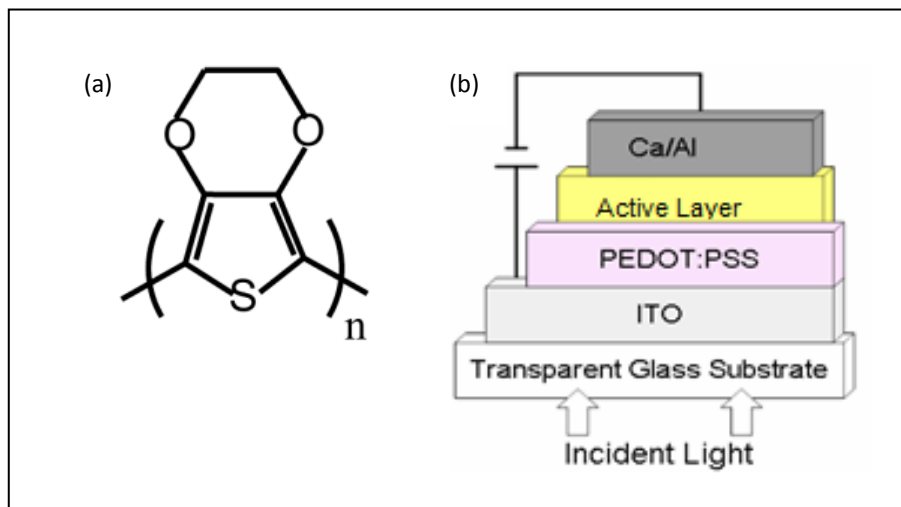 (a)
O
O
S
n
(b)
Ca/Al
Active Layer
PEDOT:PSS
ITO
Transparent Glass Substrate
Incident Light